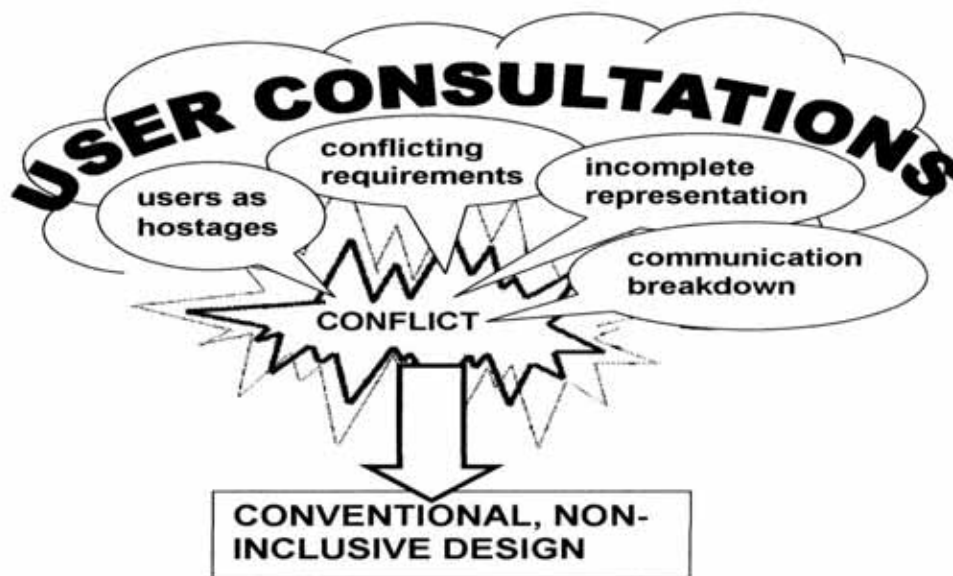 USER CONSULTATIONS
conflicting
requirements
incomplete
representation
users as
hostages
communication
breakdown
CONFLICT
CONVENTIONAL, NON-
INCLUSIVE DESIGN